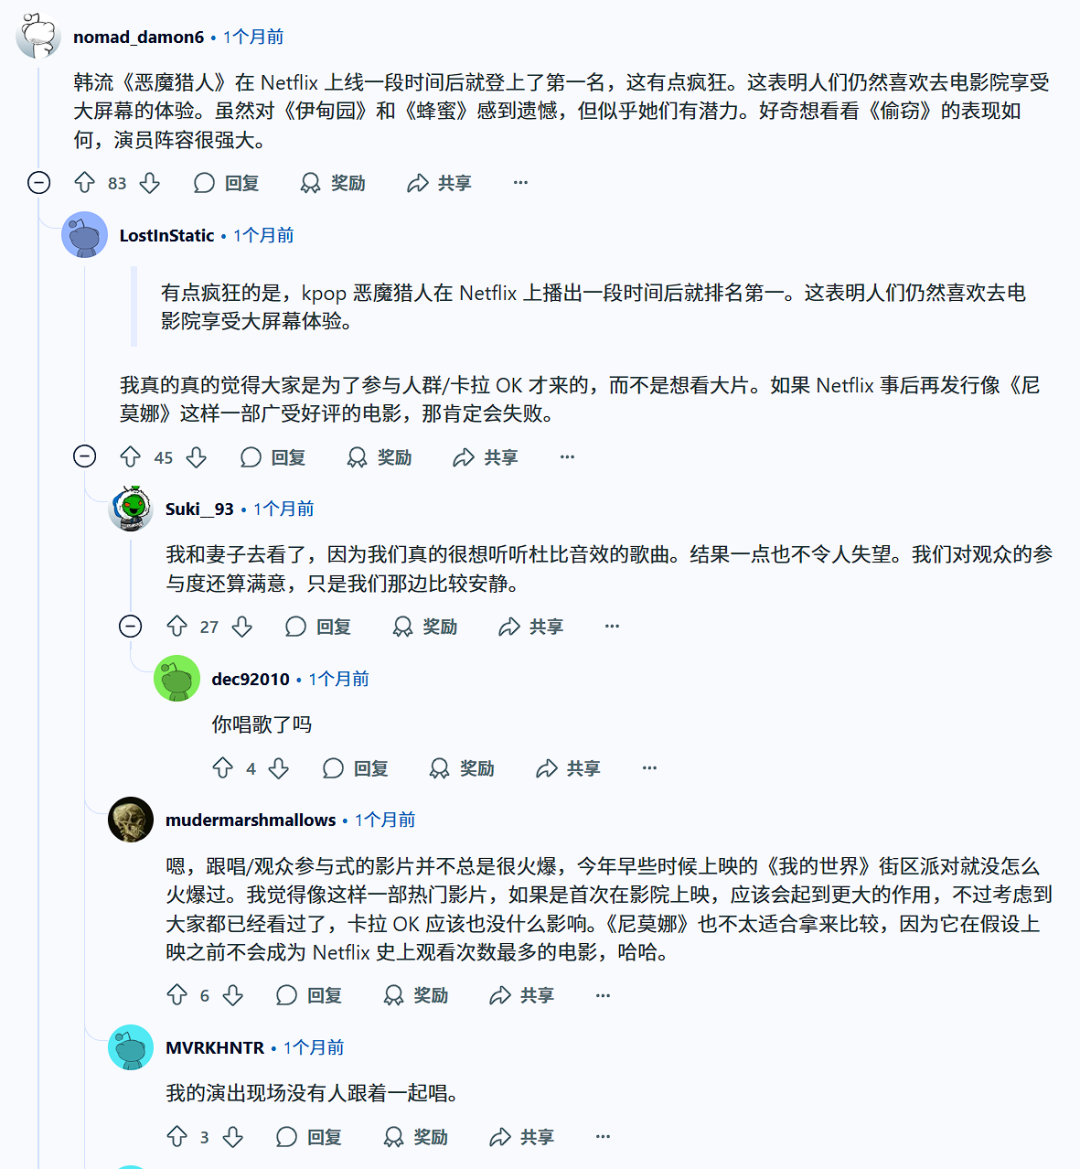 nomad_damon6 • 1个月前
韩流《恶魔猎人》在 Netflix 上线一段时间后就登上了第一名，这有点疯狂。这表明人们仍然喜欢去电影院享受
大屏幕的体验。虽然对《伊甸园》和《蜂蜜》感到遗憾，但似乎她们有潜力。好奇想看看《偷窃》的表现如
何，演员阵容很强大。
83 回复 奖励 共享 ...
LostInStatic • 1个月前
有点疯狂的是，kpop 恶魔猎人在 Netflix 上播出一段时间后就排名第一。这表明人们仍然喜欢去电
影院享受大屏幕体验。
我真的真的觉得大家是为了参与人群/卡拉 OK 才来的，而不是想看大片。如果 Netflix 事后再发行像《尼
莫娜》这样一部广受好评的电影，那肯定会失败。
45 回复 奖励 共享 ...
Suki__93 • 1个月前
我和妻子去看了，因为我们真的很想听听杜比音效的歌曲。结果一点也不令人失望。我们对观众的参
与度还算满意，只是我们那边比较安静。
27 回复 奖励 共享 ...
dec92010 • 1个月前
你唱歌了吗
4 回复 奖励 共享 ...
mudermarshmallows • 1个月前
嗯，跟唱/观众参与式的影片并不总是很火爆，今年早些时候上映的《我的世界》街区派对就没怎么
火爆过。我觉得像这样一部热门影片，如果是首次在影院上映，应该会起到更大的作用，不过考虑到
大家都已经看过了，卡拉 OK 应该也没什么影响。《尼莫娜》也不太适合拿来比较，因为它在假设上
映之前不会成为 Netflix 史上观看次数最多的电影，哈哈。
6 回复 奖励 共享 ...
MVRKHNTR • 1个月前
我的演出现场没有人跟着一起唱。
3 回复 奖励 共享 ...